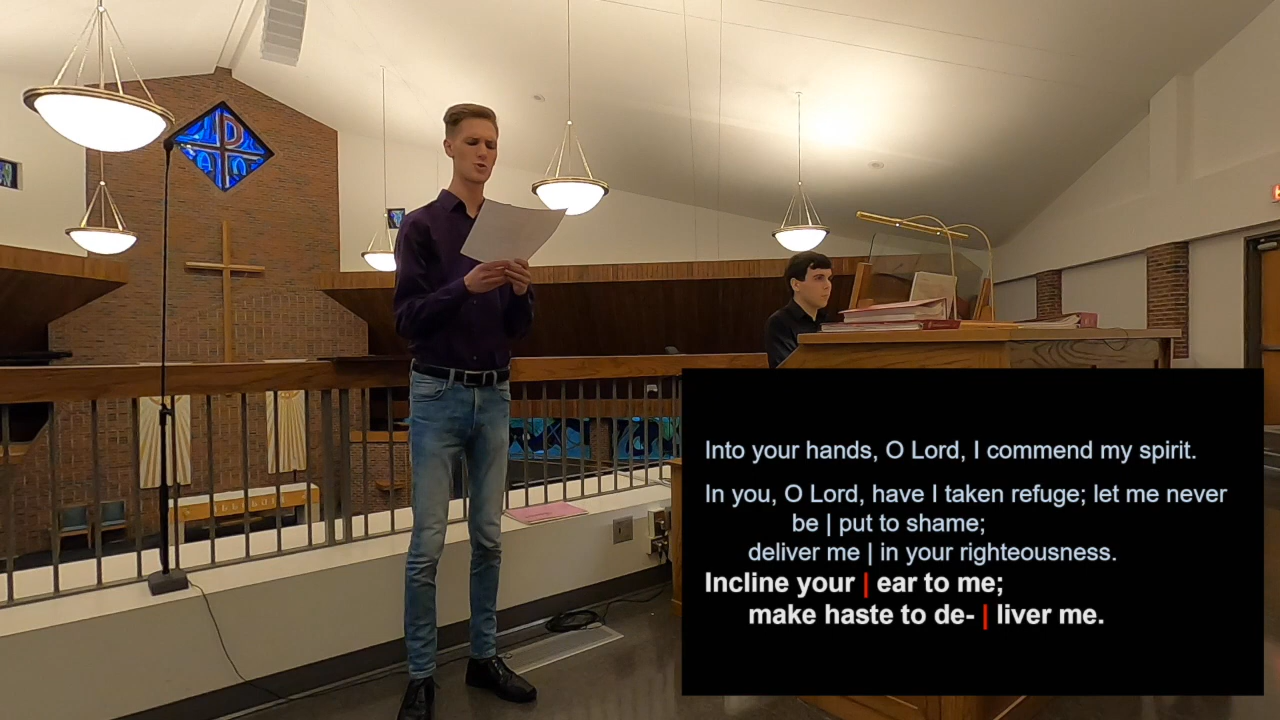 Into your hands, O Lord, I commend my spirit.
In you, O Lord, have I taken refuge; let me never
be | put to shame;
deliver me | in your righteousness.
Incline your | ear to me;
make haste to de- | liver me.